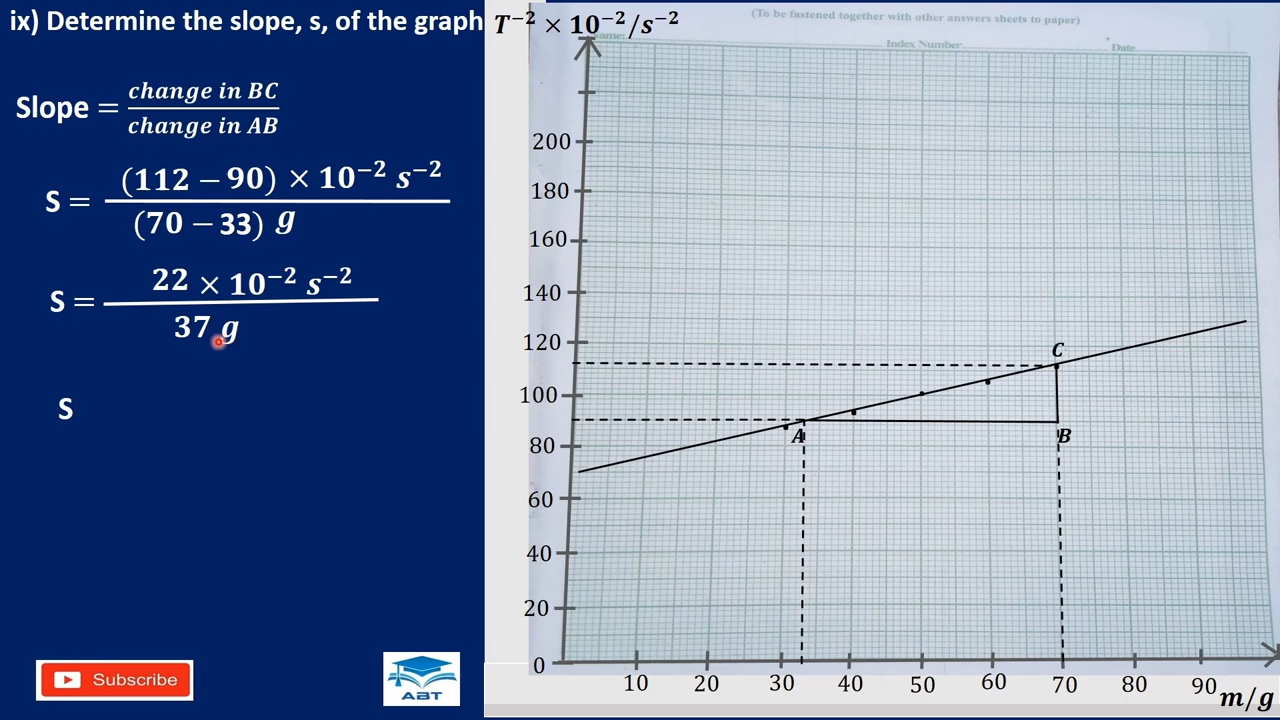 ix) Determine the slope, s, of the graph
T⁻² × 10⁻²/s⁻²
(To be fastened together with other answers sheets to paper)
Name:
Index Number
Date
Slope = change in BC / change in AB
S = (112 − 90) × 10⁻² s⁻² / (70 − 33) g
S = 22 × 10⁻² s⁻² / 37 g
S
200
180
160
140
120
100
80
60
40
20
0
C
A
B
10 20 30 40 50 60 70 80 90
m/g
Subscribe
ABT